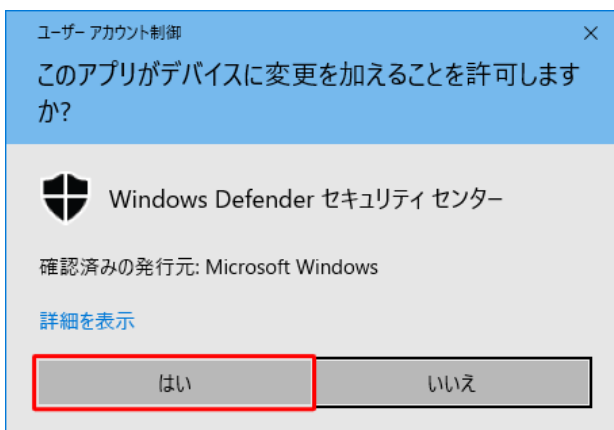 ユーザー アカウント制御
このアプリがデバイスに変更を加えることを許可します
か?
Windows Defender セキュリティ センター
確認済みの発行元: Microsoft Windows
詳細を表示
はい
いいえ